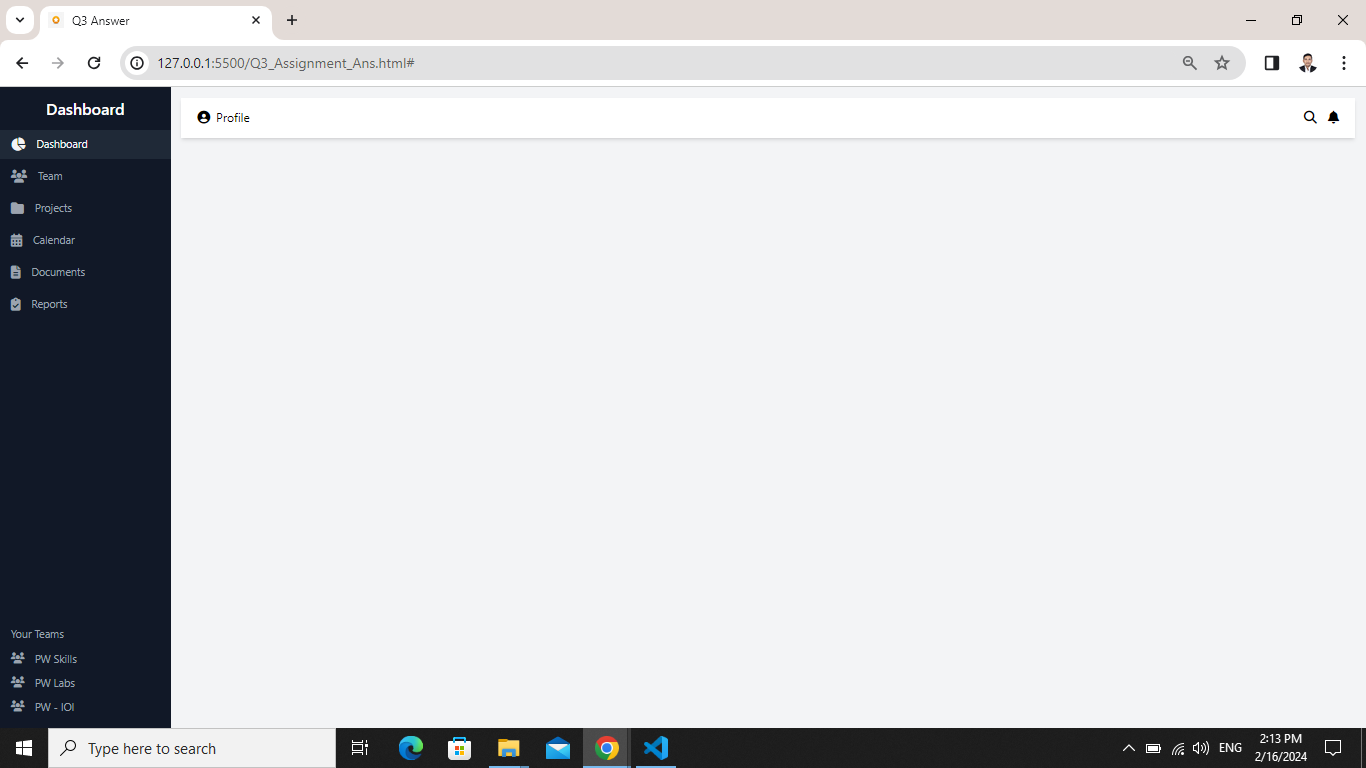 Q3 Answer
127.0.0.1:5500/Q3_Assignment_Ans.html#
Dashboard
Profile
Dashboard
Team
Projects
Calendar
Documents
Reports
Your Teams
PW Skills
PW Labs
PW - IOI
Type here to search
ENG
2:13 PM
2/16/2024